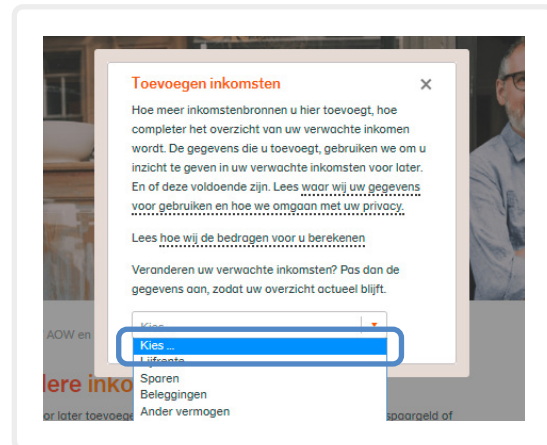 Toevoegen inkomsten ×
Hoe meer inkomstenbronnen u hier toevoegt, hoe
completer het overzicht van uw verwachte inkomen
wordt. De gegevens die u toevoegt, gebruiken we om u
inzicht te geven in uw verwachte inkomsten voor later.
En of deze voldoende zijn. Lees waar wij uw gegevens
voor gebruiken en hoe we omgaan met uw privacy.
Lees hoe wij de bedragen voor u berekenen
Veranderen uw verwachte inkomsten? Pas dan de
gegevens aan, zodat uw overzicht actueel blijft.
Kies ...
AOW en
Kies ...
Lijfrente
Sparen
Beleggingen
Ander vermogen
dere inko
or later toevoege
spaargeld of